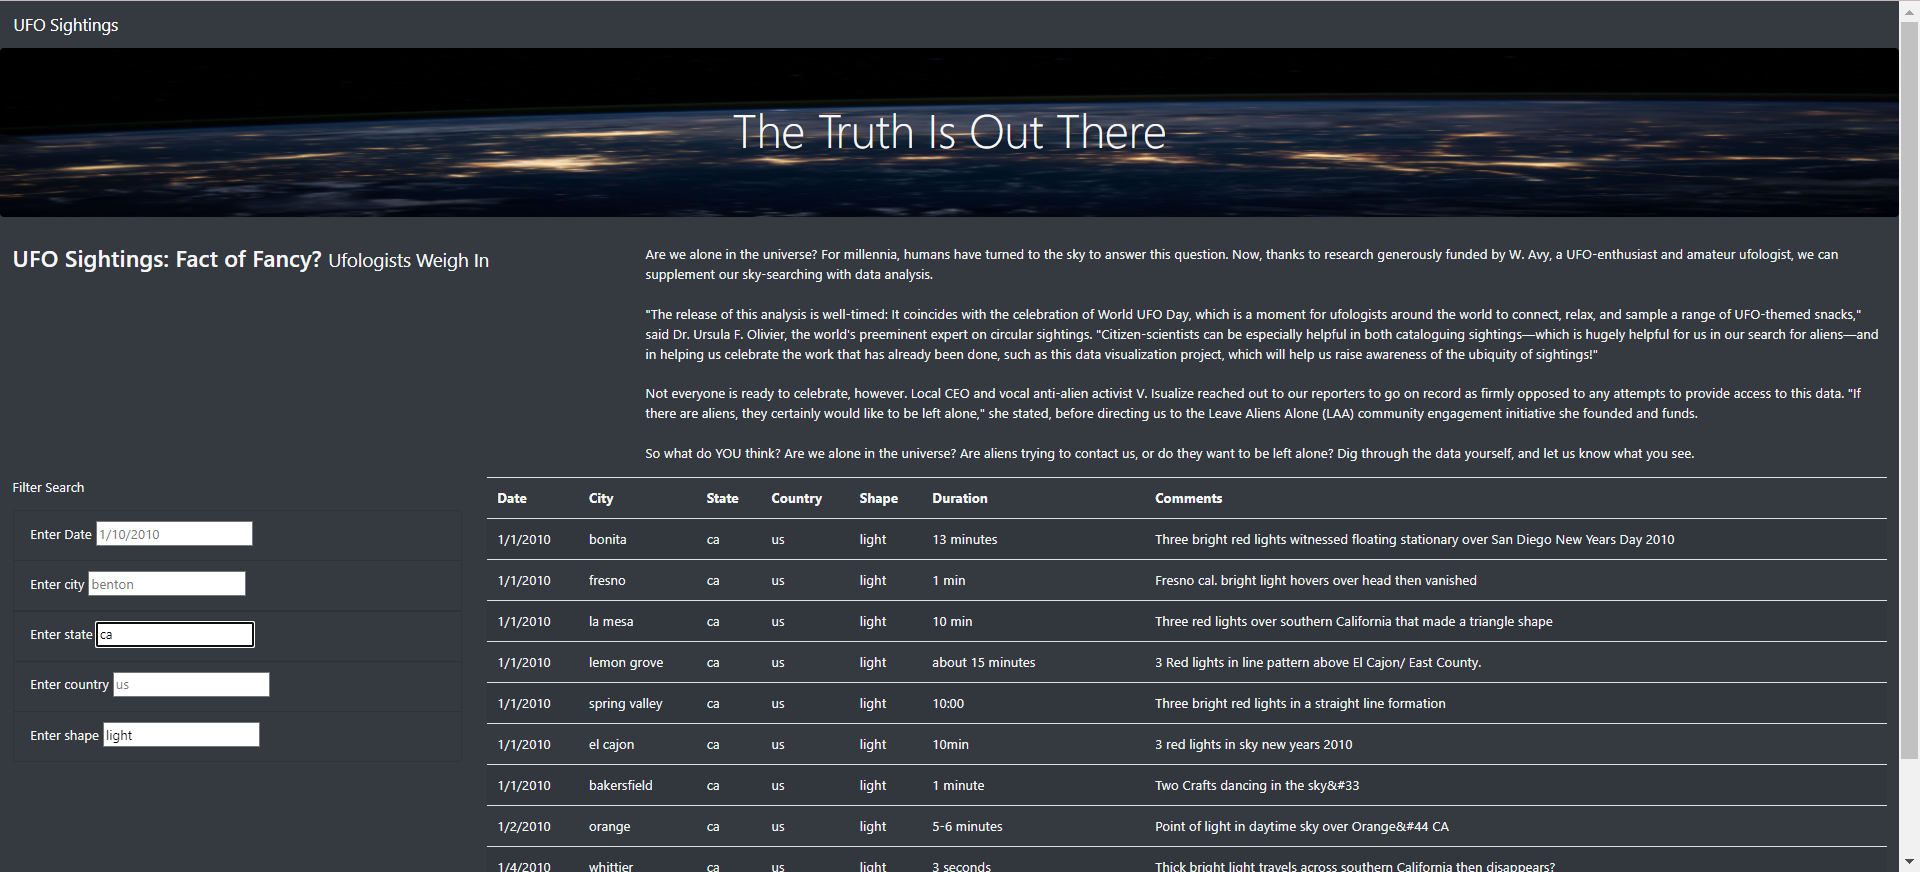 UFO Sightings
The Truth Is Out There
UFO Sightings: Fact of Fancy? Ufologists Weigh In
Are we alone in the universe? For millennia, humans have turned to the sky to answer this question. Now, thanks to research generously funded by W. Avy, a UFO-enthusiast and amateur ufologist, we can
supplement our sky-searching with data analysis.
"The release of this analysis is well-timed: It coincides with the celebration of World UFO Day, which is a moment for ufologists around the world to connect, relax, and sample a range of UFO-themed snacks,"
said Dr. Ursula F. Olivier, the world's preeminent expert on circular sightings. "Citizen-scientists can be especially helpful in both cataloguing sightings—which is hugely helpful for us in our search for aliens—and
in helping us celebrate the work that has already been done, such as this data visualization project, which will help us raise awareness of the ubiquity of sightings!"
Not everyone is ready to celebrate, however. Local CEO and vocal anti-alien activist V. Isualize reached out to our reporters to go on record as firmly opposed to any attempts to provide access to this data. "If
there are aliens, they certainly would like to be left alone," she stated, before directing us to the Leave Aliens Alone (LAA) community engagement initiative she founded and funds.
So what do YOU think? Are we alone in the universe? Are aliens trying to contact us, or do they want to be left alone? Dig through the data yourself, and let us know what you see.
Filter Search
Enter Date 1/10/2010
Enter city benton
Enter state ca
Enter country us
Enter shape light
Date City State Country Shape Duration Comments
1/1/2010 bonita ca us light 13 minutes Three bright red lights witnessed floating stationary over San Diego New Years Day 2010
1/1/2010 fresno ca us light 1 min Fresno cal. bright light hovers over head then vanished
1/1/2010 la mesa ca us light 10 min Three red lights over southern California that made a triangle shape
1/1/2010 lemon grove ca us light about 15 minutes 3 Red lights in line pattern above El Cajon/ East County.
1/1/2010 spring valley ca us light 10:00 Three bright red lights in a straight line formation
1/1/2010 el cajon ca us light 10min 3 red lights in sky new years 2010
1/1/2010 bakersfield ca us light 1 minute Two Crafts dancing in the sky&#33
1/2/2010 orange ca us light 5-6 minutes Point of light in daytime sky over Orange&#44 CA
1/4/2010 whittier ca us light 3 seconds Thick bright light travels across southern California then disappears?